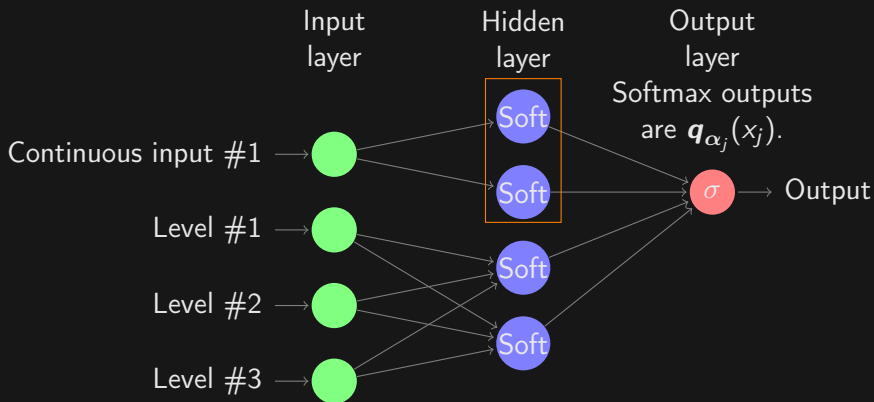 Input
layer
Hidden
layer
Output
layer
Softmax outputs
are q_{α_j}(x_j).
Soft
Continuous input #1
Soft
σ
Output
Level #1
Soft
Level #2
Soft
Level #3